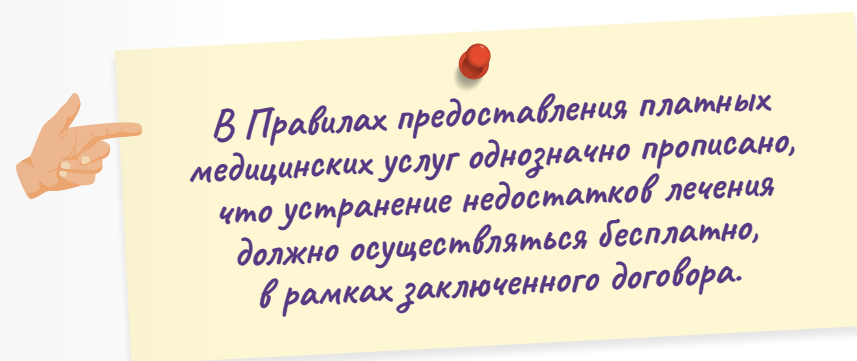 В Правилах предоставления платных
медицинских услуг однозначно прописано,
что устранение недостатков лечения
должно осуществляться бесплатно,
в рамках заключенного договора.